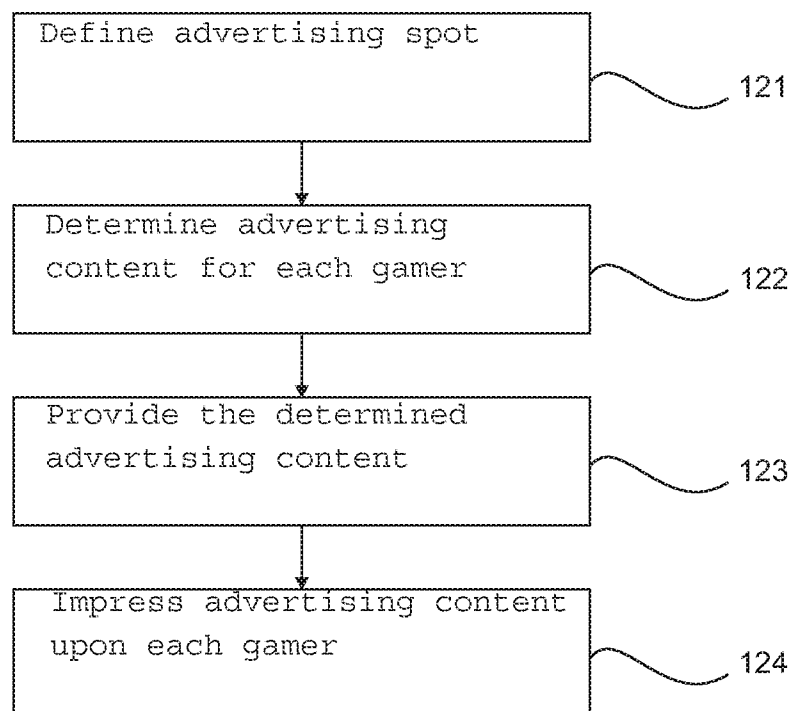 Define advertising spot
121
Determine advertising
content for each gamer
122
Provide the determined
advertising content
123
Impress advertising content
upon each gamer
124